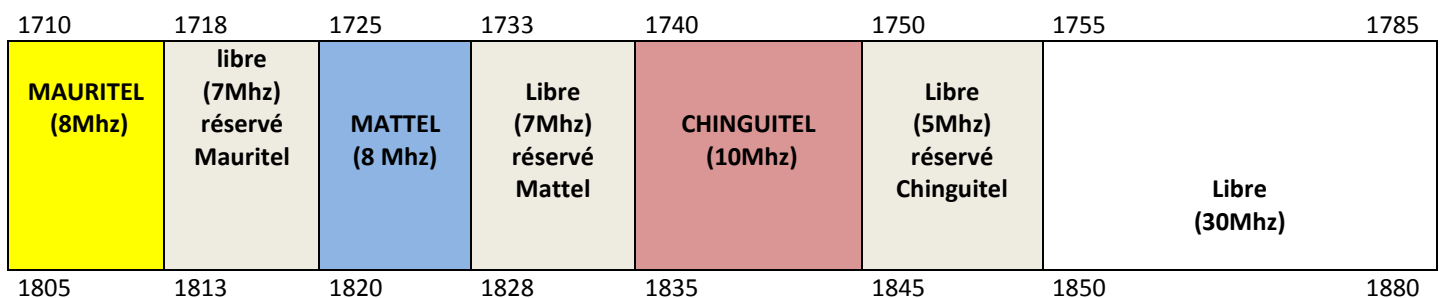 1710 1718 1725 1733 1740 1750 1755 1785
MAURITEL
(8Mhz)
libre
(7Mhz)
réservé
Mauritel
MATTEL
(8 Mhz)
Libre
(7Mhz)
réservé
Mattel
CHINGUITEL
(10Mhz)
Libre
(5Mhz)
réservé
Chinguitel
Libre
(30Mhz)
1805 1813 1820 1828 1835 1845 1850 1880